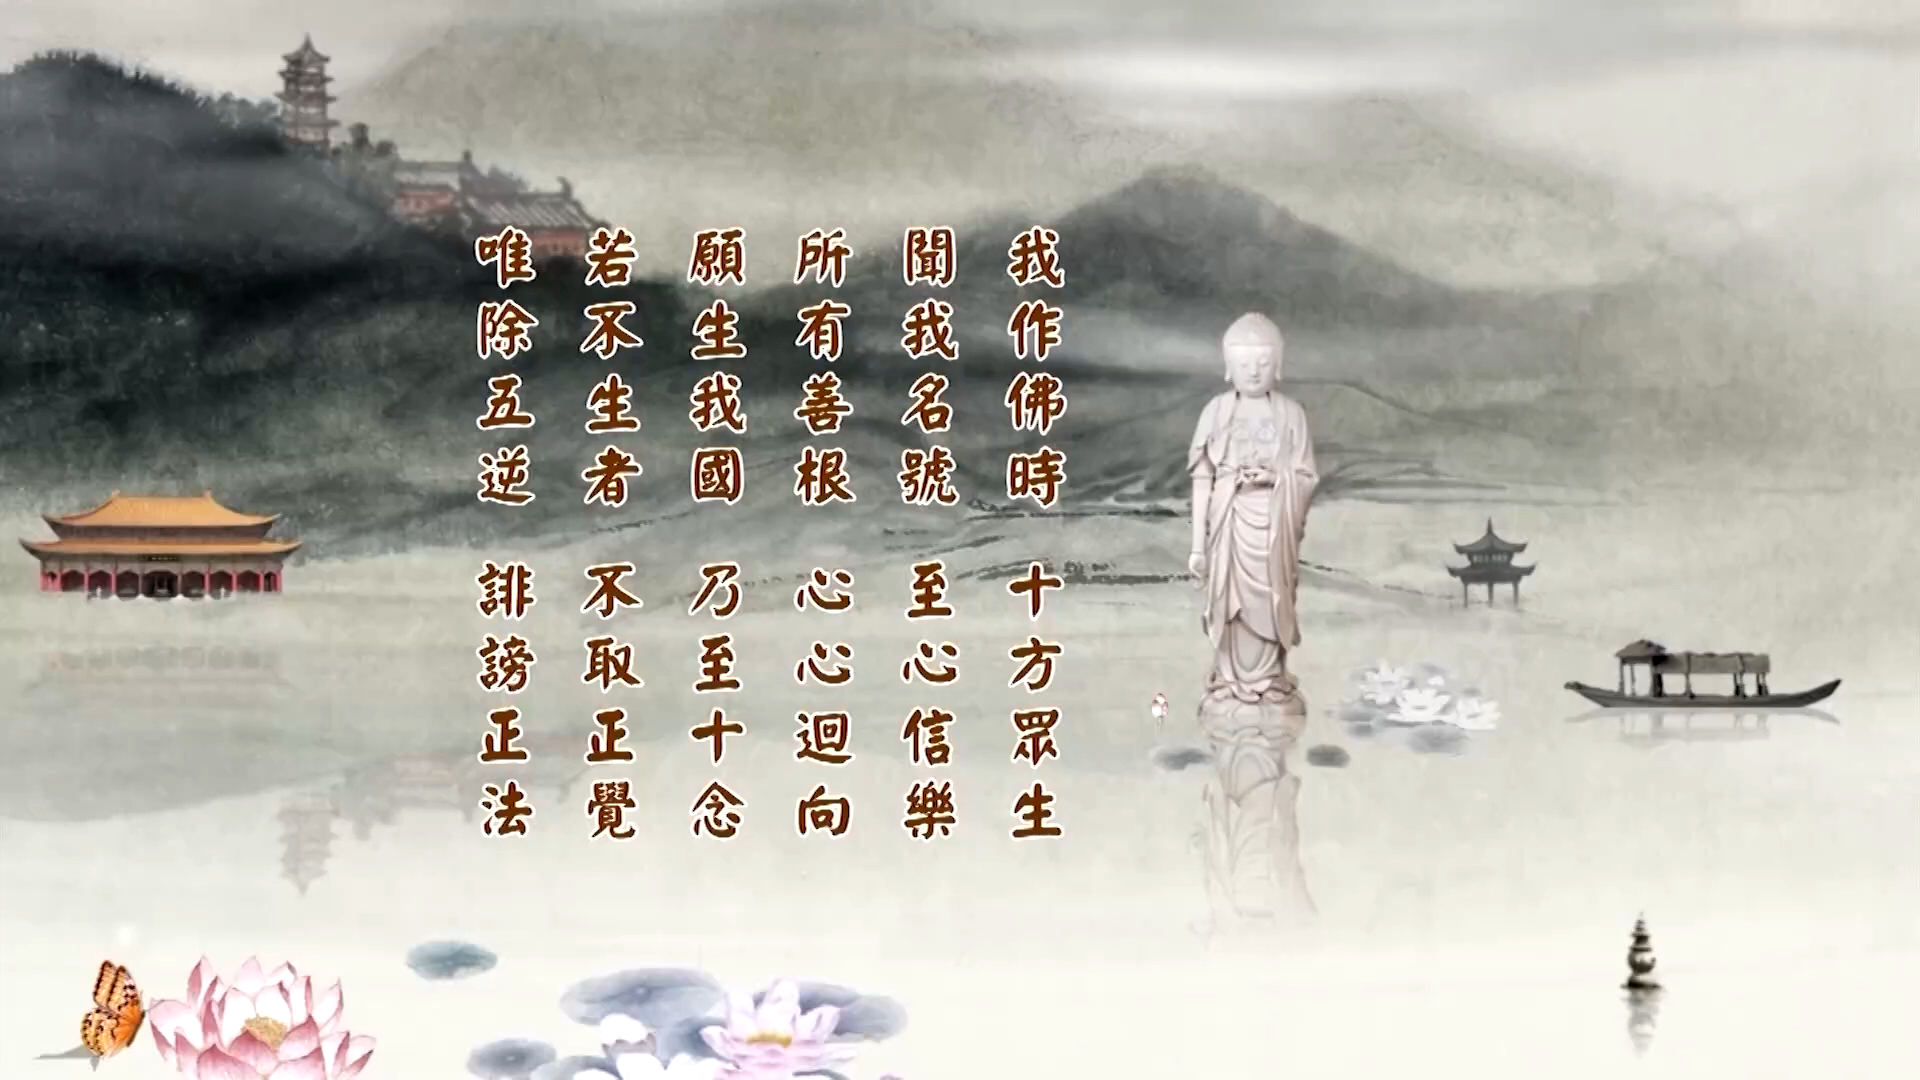 我作佛時 十方眾生
聞我名號 至心信樂
所有善根 心心迴向
願生我國 乃至十念
若不生者 不取正覺
唯除五逆 誹謗正法